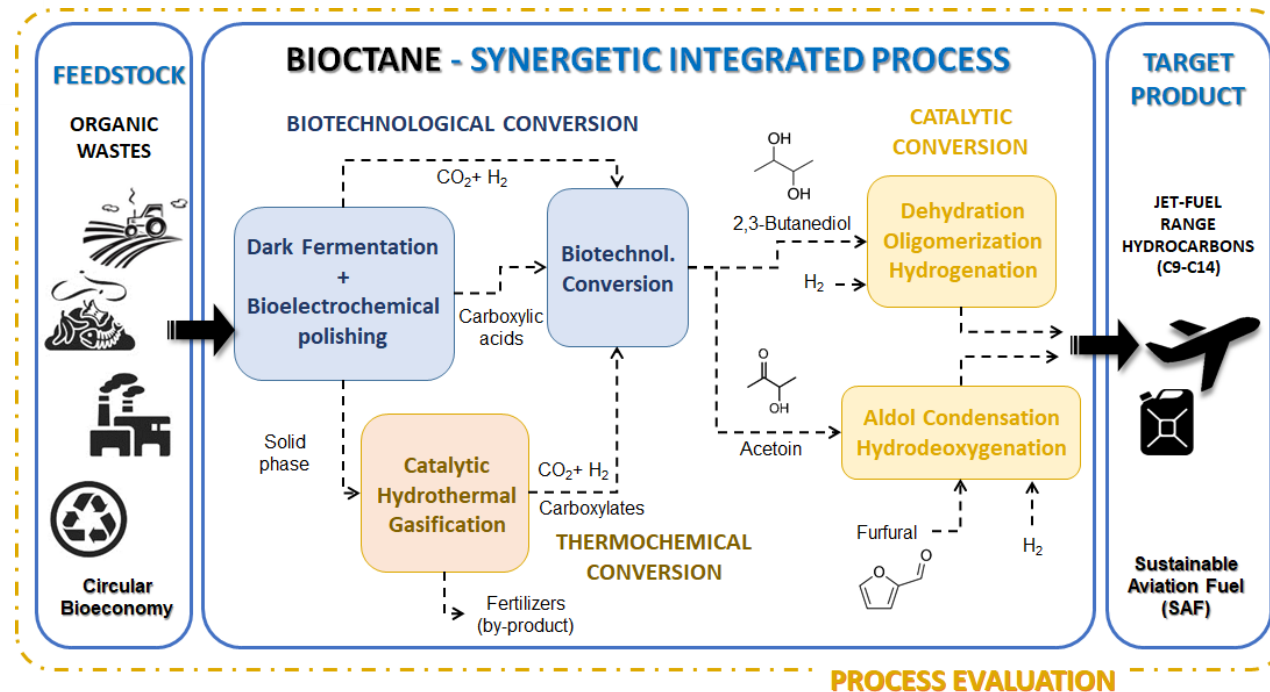 BIOCTANE - SYNERGETIC INTEGRATED PROCESS
FEEDSTOCK
ORGANIC
WASTES
Circular
Bioeconomy
BIOTECHNOLOGICAL CONVERSION
CO2+ H2
Dark Fermentation
+
Bioelectrochemical
polishing
Carboxylic
acids
Biotechnol.
Conversion
Solid
phase
Catalytic
Hydrothermal
Gasification
CO2+ H2
Carboxylates
THERMOCHEMICAL
CONVERSION
Fertilizers
(by-product)
CATALYTIC
CONVERSION
OH
OH
2,3-Butanediol
H2
Dehydration
Oligomerization
Hydrogenation
O
OH
Acetoin
Aldol Condensation
Hydrodeoxygenation
Furfural
O
O
H2
TARGET
PRODUCT
JET-FUEL
RANGE
HYDROCARBONS
(C9-C14)
Sustainable
Aviation Fuel
(SAF)
PROCESS EVALUATION